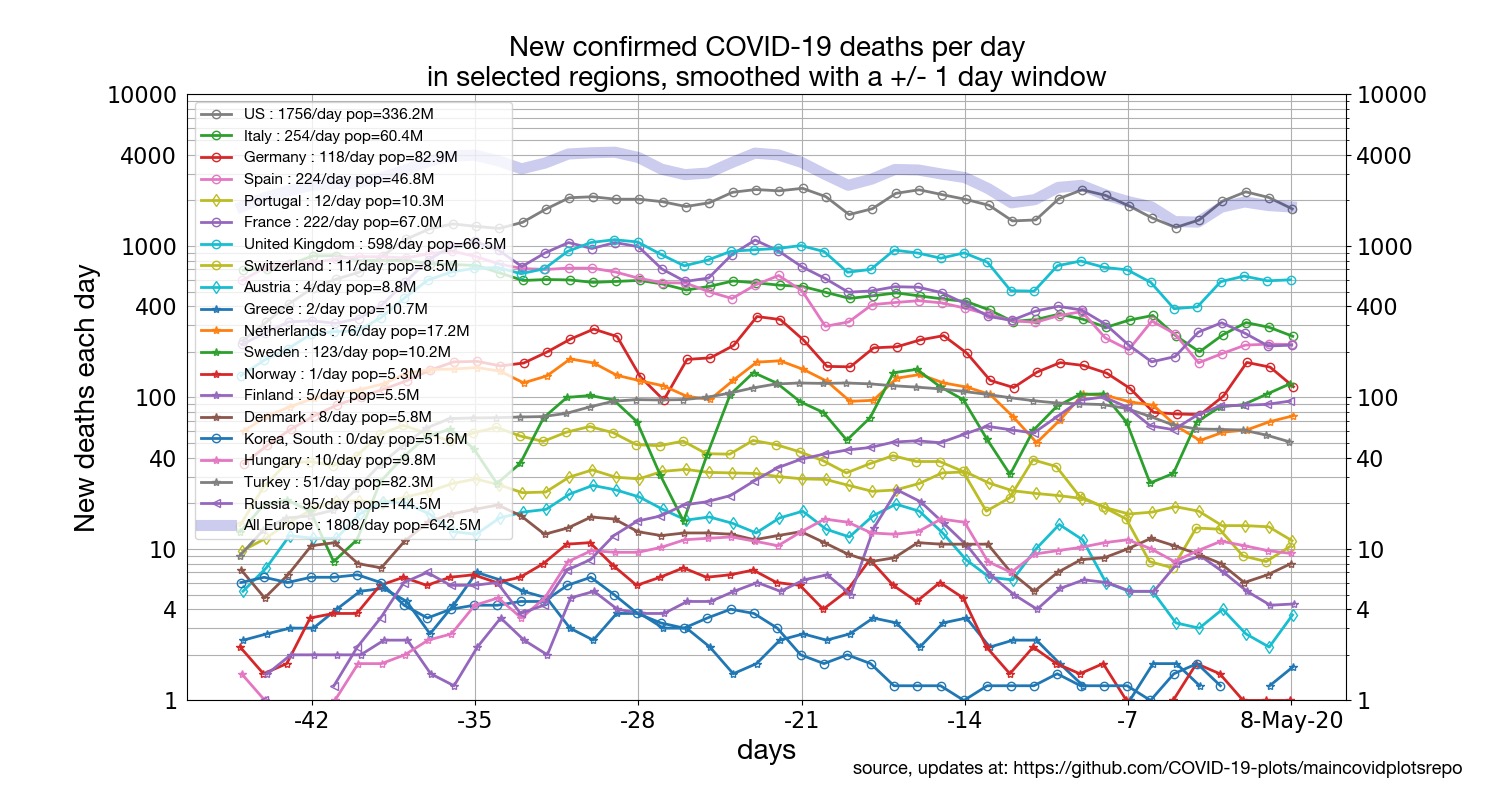 New confirmed COVID-19 deaths per day
in selected regions, smoothed with a +/- 1 day window
10000
4000
1000
400
100
40
10
4
1
New deaths each day
US : 1756/day pop=336.2M
Italy : 254/day pop=60.4M
Germany : 118/day pop=82.9M
Spain : 224/day pop=46.8M
Portugal : 12/day pop=10.3M
France : 222/day pop=67.0M
United Kingdom : 598/day pop=66.5M
Switzerland : 11/day pop=8.5M
Austria : 4/day pop=8.8M
Greece : 2/day pop=10.7M
Netherlands : 76/day pop=17.2M
Sweden : 123/day pop=10.2M
Norway : 1/day pop=5.3M
Finland : 5/day pop=5.5M
Denmark : 8/day pop=5.8M
Korea, South : 0/day pop=51.6M
Hungary : 10/day pop=9.8M
Turkey : 51/day pop=82.3M
Russia : 95/day pop=144.5M
All Europe : 1808/day pop=642.5M
10000
4000
1000
400
100
40
10
4
1
-42 -35 -28 -21 -14 -7 8-May-20
days
source, updates at: https://github.com/COVID-19-plots/maincovidplotsrepo